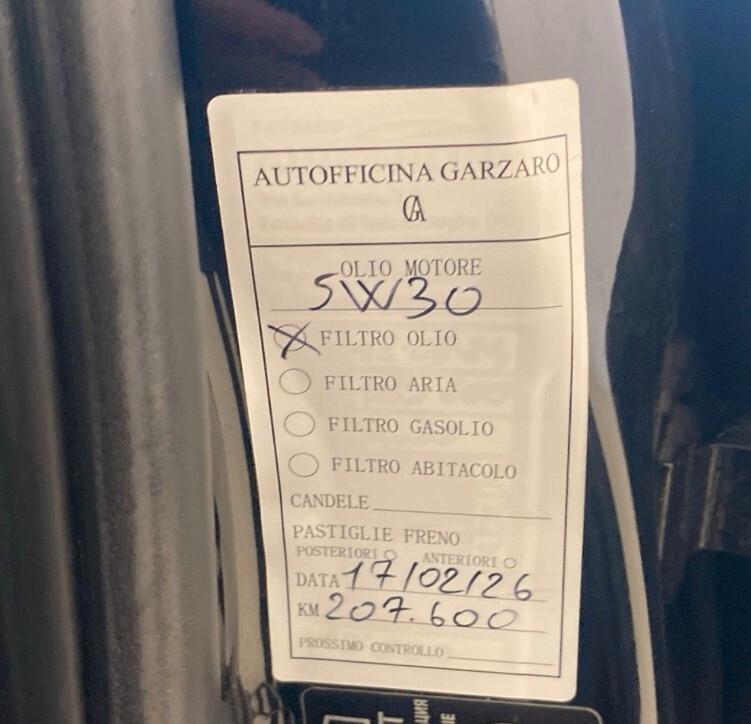 AUTOFFICINA GARZARO
GA
OLIO MOTORE
5W30
FILTRO OLIO
FILTRO ARIA
FILTRO GASOLIO
FILTRO ABITACOLO
CANDELE
PASTIGLIE FRENO
POSTERIORI ANTERIORI
DATA 17/02/26
KM 207.600
PROSSIMO CONTROLLO